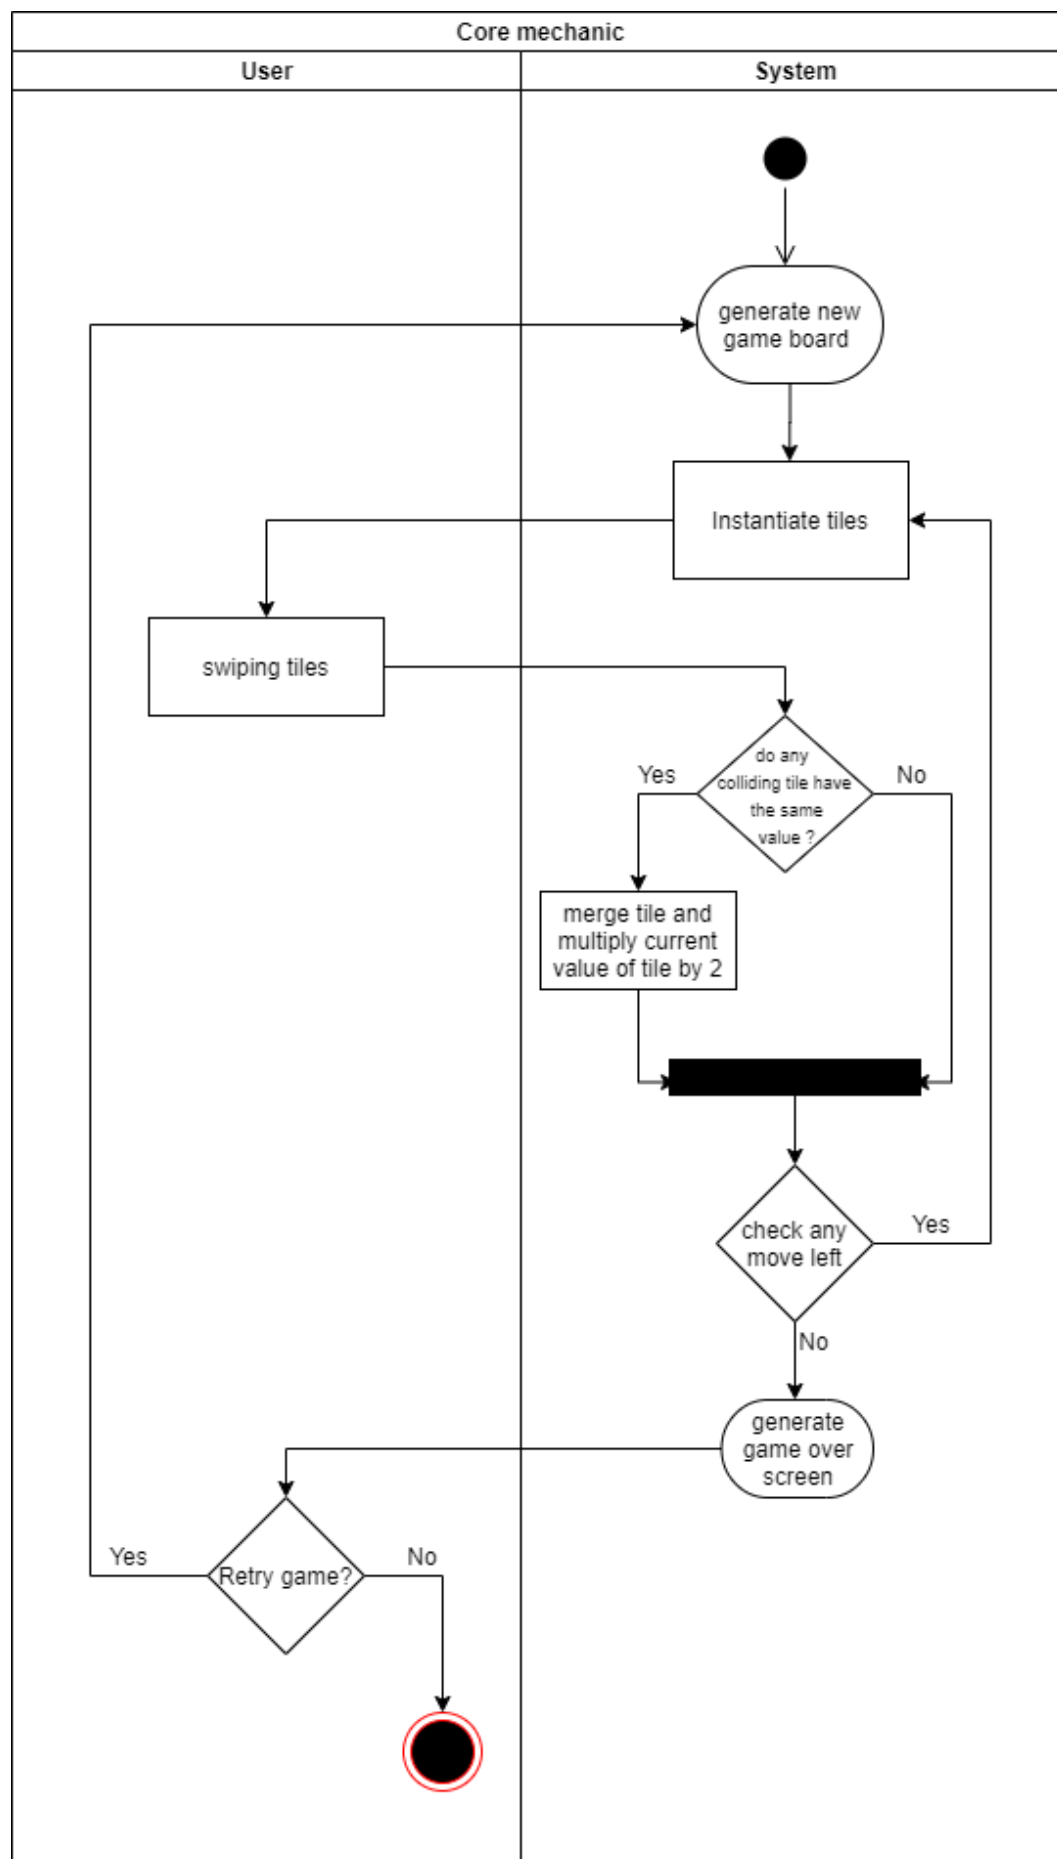 Core mechanic
User
System
generate new
game board
Instantiate tiles
swiping tiles
do any
colliding tile have
the same
value ?
Yes
No
merge tile and
multiply current
value of tile by 2
check any
move left
Yes
No
generate
game over
screen
Retry game?
Yes
No